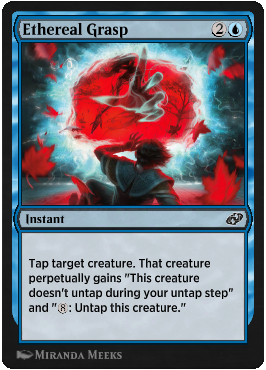 Ethereal Grasp 2
Instant
Tap target creature. That creature
perpetually gains "This creature
doesn't untap during your untap step"
and "8: Untap this creature."
MIRANDA MEEKS